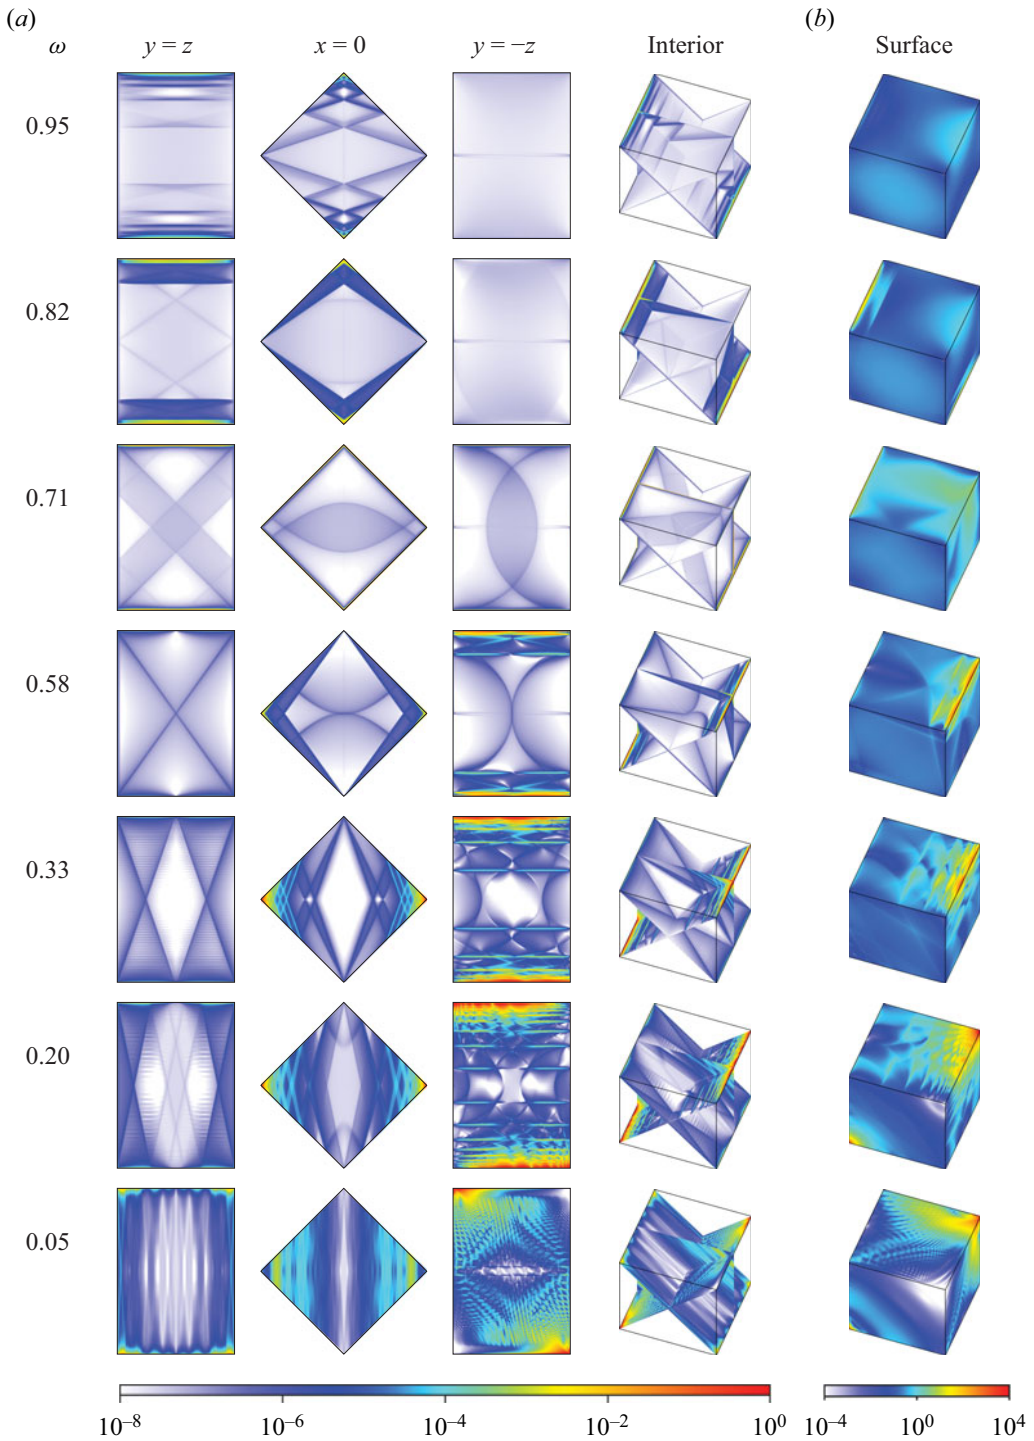 (a) (b)
ω y = z x = 0 y = −z Interior Surface
0.95
0.82
0.71
0.58
0.33
0.20
0.05
10⁻⁸ 10⁻⁶ 10⁻⁴ 10⁻² 10⁰ 10⁻⁴ 10⁰ 10⁴